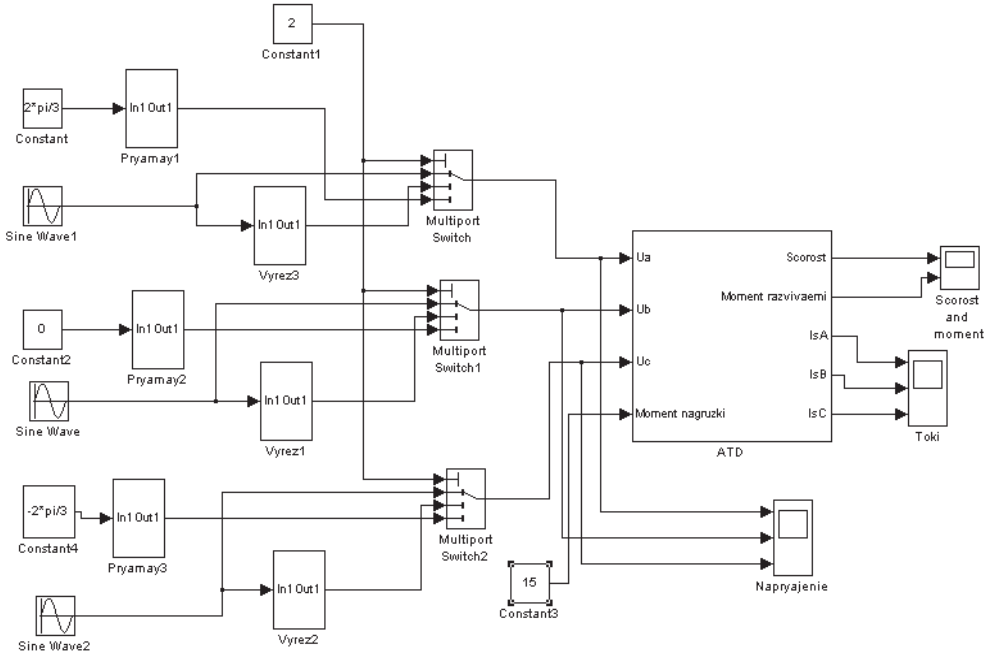 2
Constant1
2*pi/3
Constant
In1 Out1
Pryamay1
Sine Wave1
In1 Out1
Vyrez3
Multiport
Switch
0
Constant2
In1 Out1
Pryamay2
Sine Wave
In1 Out1
Vyrez1
Multiport
Switch1
-2*pi/3
Constant4
In1 Out1
Pryamay3
Sine Wave2
In1 Out1
Vyrez2
Multiport
Switch2
15
Constant3
Ua
Ub
Uc
Moment nagruzki
Scorost
Moment razvivaemi
IsA
IsB
IsC
ATD
Scorost
and
moment
Toki
Napryajenie